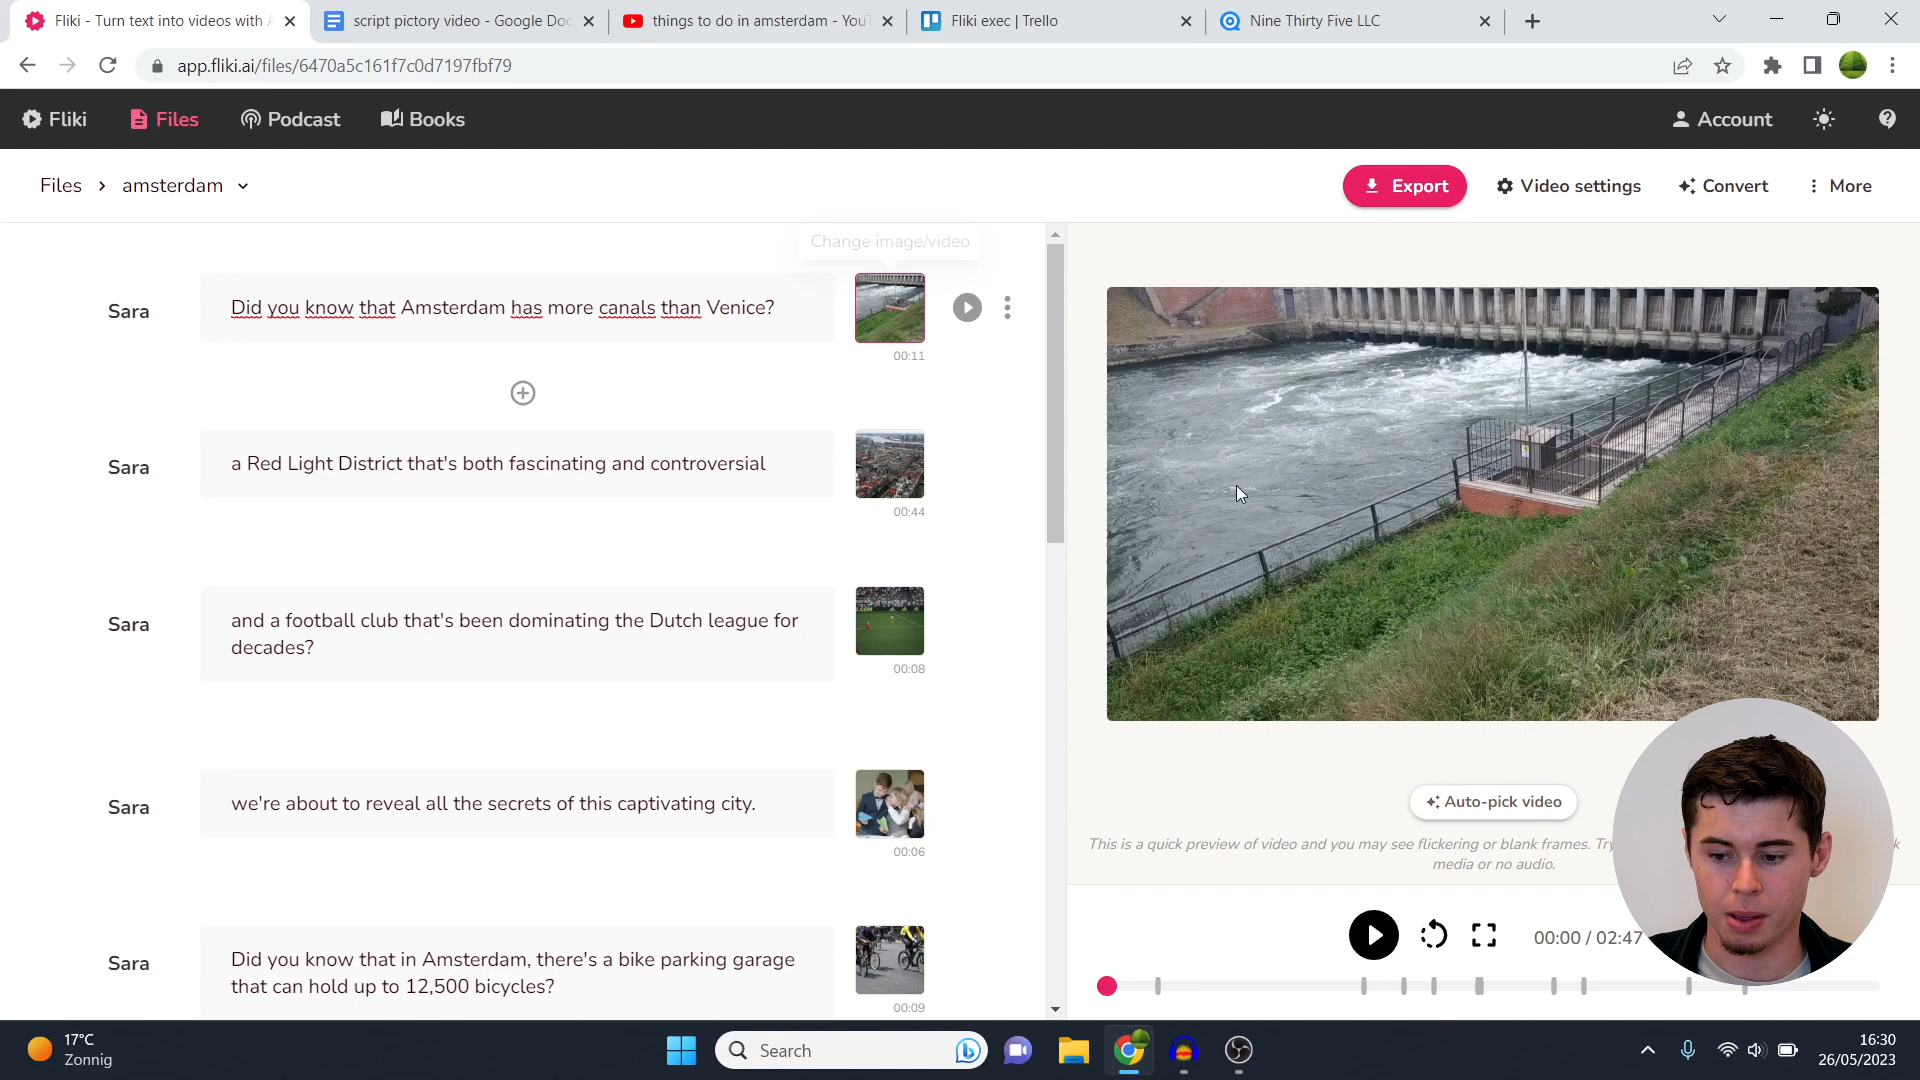 Fliki - Turn text into videos with
script pictory video - Google Doc
things to do in amsterdam - YouT
Fliki exec | Trello
Nine Thirty Five LLC
app.fliki.ai/files/6470a5c161f7c0d7197fbf79
Fliki
Files
Podcast
Books
Account
Files > amsterdam
Export
Video settings
Convert
More
Change image/video
Sara
Did you know that Amsterdam has more canals than Venice?
00:11
Sara
a Red Light District that's both fascinating and controversial
00:44
Sara
and a football club that's been dominating the Dutch league for
decades?
00:08
Sara
we're about to reveal all the secrets of this captivating city.
00:06
Sara
Did you know that in Amsterdam, there's a bike parking garage
that can hold up to 12,500 bicycles?
00:09
Auto-pick video
This is a quick preview of video and you may see flickering or blank frames.
media or no audio.
00:00 / 02:47
17°C
Zonnig
Search
16:30
26/05/2023